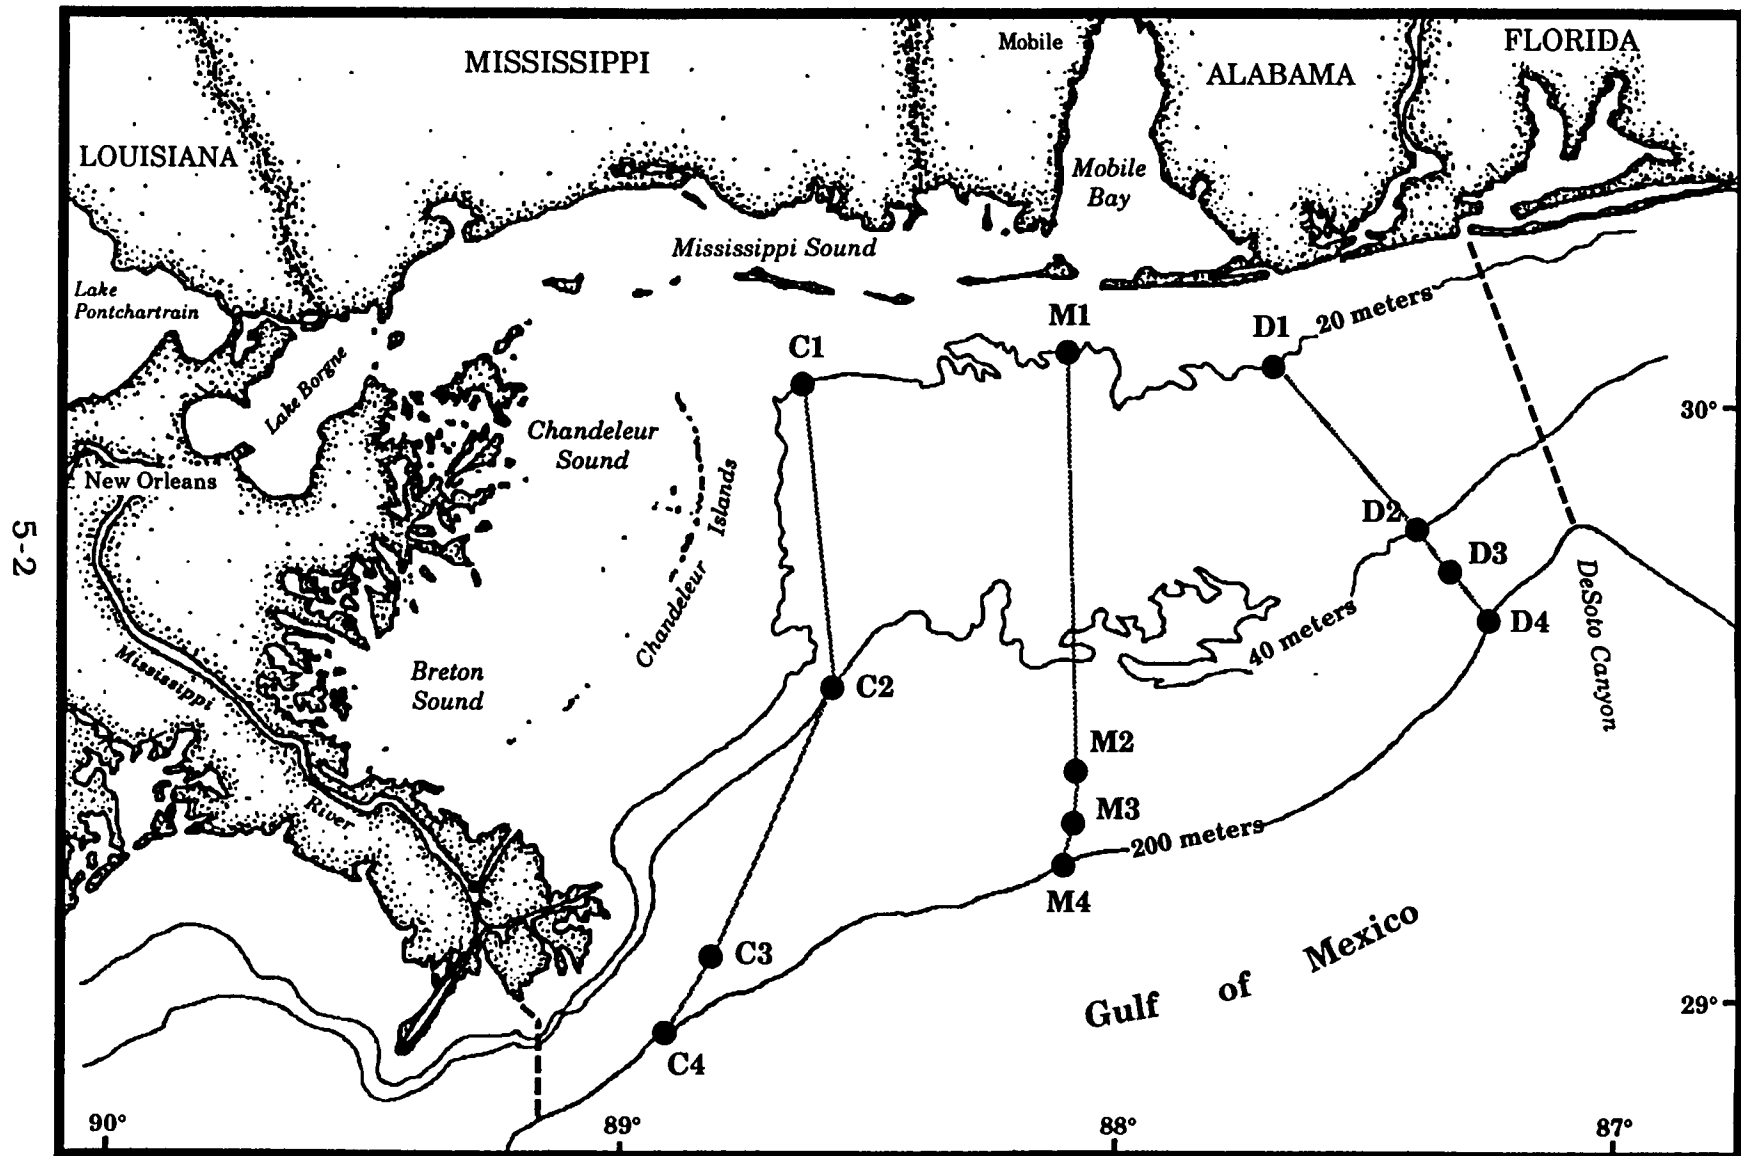 MISSISSIPPI
Mobile
ALABAMA
FLORIDA
LOUISIANA
Mobile
Bay
Mississippi Sound
Lake
Pontchartrain
20 meters
C1
M1
D1
Lake Borgne
30°
Chandeleur
Sound
Chandeleur Islands
New Orleans
5-2
D2
D3
D4
DeSoto Canyon
40 meters
Mississippi River
Breton
Sound
C2
M2
M3
200 meters
M4
C3
Gulf of Mexico
29°
C4
90°
89°
88°
87°